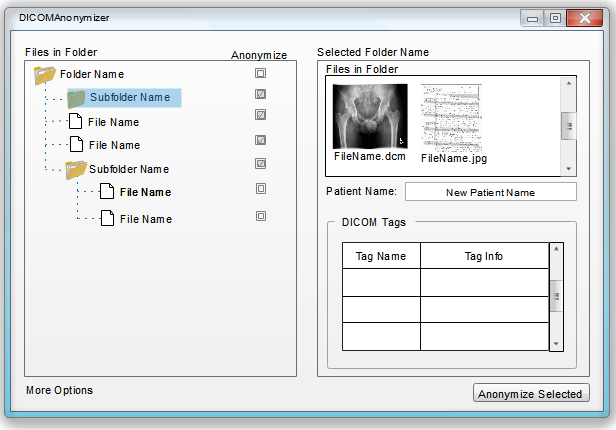 DICOMAnonymizer
Files in Folder
Anonymize
Folder Name
Subfolder Name
File Name
File Name
Subfolder Name
File Name
File Name
More Options
Selected Folder Name
Files in Folder
FileName.dcm
FileName.jpg
Patient Name:
New Patient Name
DICOM Tags
Tag Name
Tag Info
Anonymize Selected